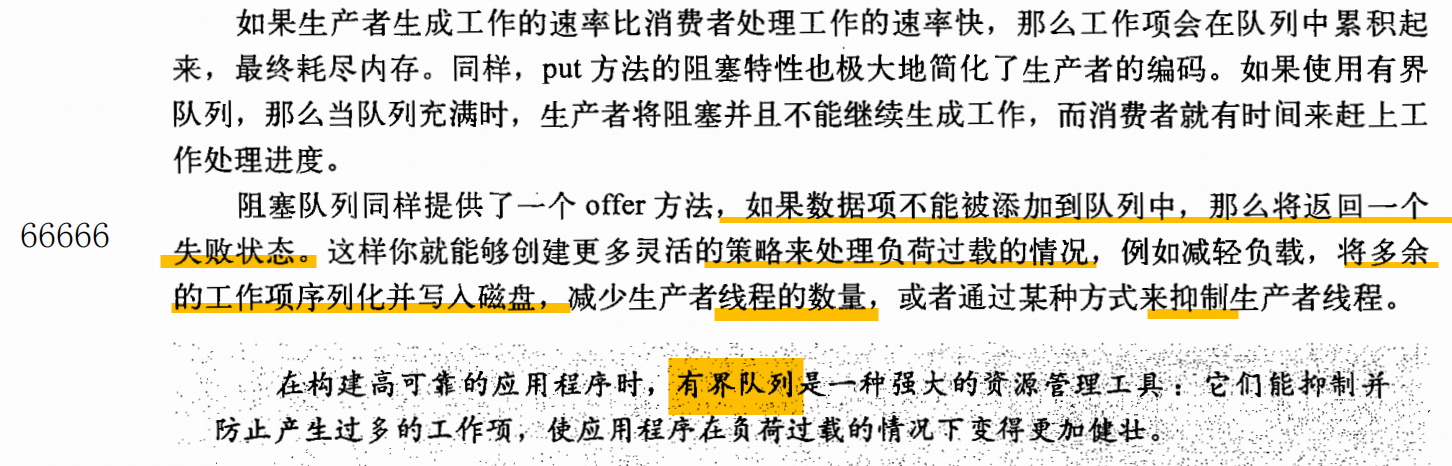 如果生产者生成工作的速率比消费者处理工作的速率快，那么工作项会在队列中累积起
来，最终耗尽内存。同样，put 方法的阻塞特性也极大地简化了生产者的编码。如果使用有界
队列，那么当队列充满时，生产者将阻塞并且不能继续生成工作，而消费者就有时间来赶上工
作处理进度。
阻塞队列同样提供了一个 offer 方法，如果数据项不能被添加到队列中，那么将返回一个
66666
失败状态。这样你就能够创建更多灵活的策略来处理负荷过载的情况，例如减轻负载，将多余
的工作项序列化并写入磁盘，减少生产者线程的数量，或者通过某种方式来抑制生产者线程。
在构建高可靠的应用程序时，有界队列是一种强大的资源管理工具：它们能抑制并
防止产生过多的工作项，使应用程序在负荷过载的情况下变得更加健壮。